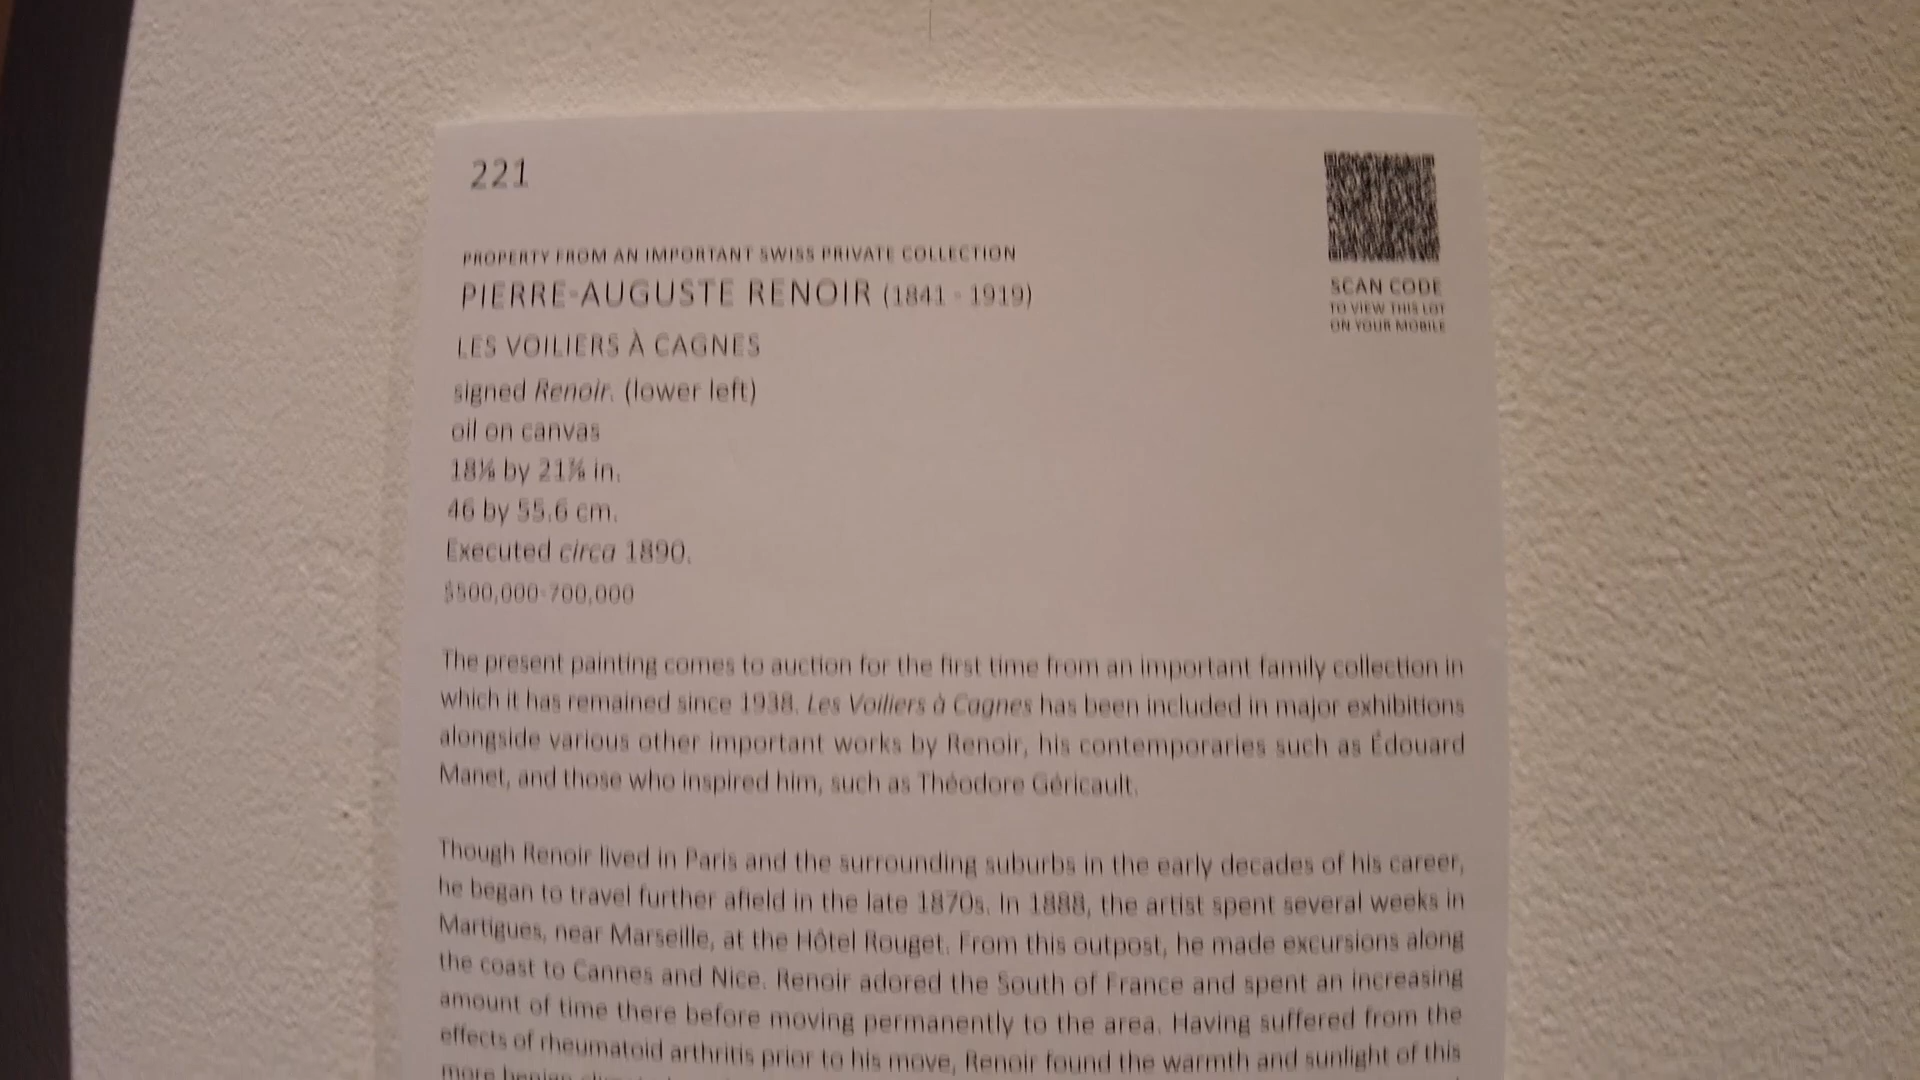 221
SCAN CODE
TO VIEW THIS LOT
ON YOUR MOBILE
PROPERTY FROM AN IMPORTANT SWISS PRIVATE COLLECTION
PIERRE-AUGUSTE RENOIR (1841 - 1919)
LES VOILIERS À CAGNES
signed Renoir. (lower left)
oil on canvas
18⅛ by 21⅞ in.
46 by 55.6 cm.
Executed circa 1890.
$500,000-700,000
The present painting comes to auction for the first time from an important family collection in
which it has remained since 1938. Les Voiliers à Cagnes has been included in major exhibitions
alongside various other important works by Renoir, his contemporaries such as Édouard
Manet, and those who inspired him, such as Théodore Géricault.
Though Renoir lived in Paris and the surrounding suburbs in the early decades of his career,
he began to travel further afield in the late 1870s. In 1888, the artist spent several weeks in
Martigues, near Marseille, at the Hôtel Rouget. From this outpost, he made excursions along
the coast to Cannes and Nice. Renoir adored the South of France and spent an increasing
amount of time there before moving permanently to the area. Having suffered from the
effects of rheumatoid arthritis prior to his move, Renoir found the warmth and sunlight of this
more benign